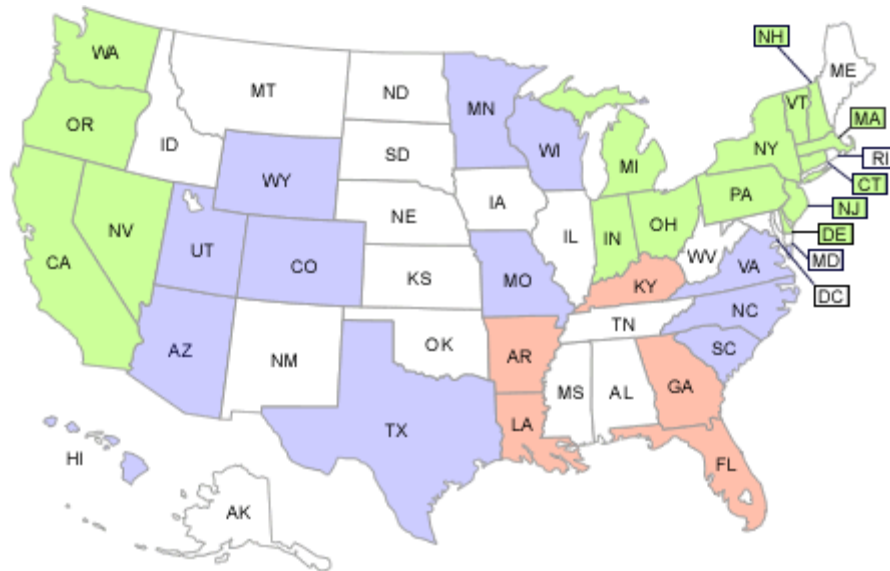 WA
NH
ME
MT
ND
MN
VT
MA
OR
ID
SD
WI
MI
NY
RI
CT
WY
NE
IA
PA
NJ
NV
UT
IL
IN
OH
DE
CA
CO
KS
MO
WV
VA
MD
KY
DC
AZ
NM
OK
TN
NC
AR
SC
MS
AL
GA
TX
LA
HI
FL
AK